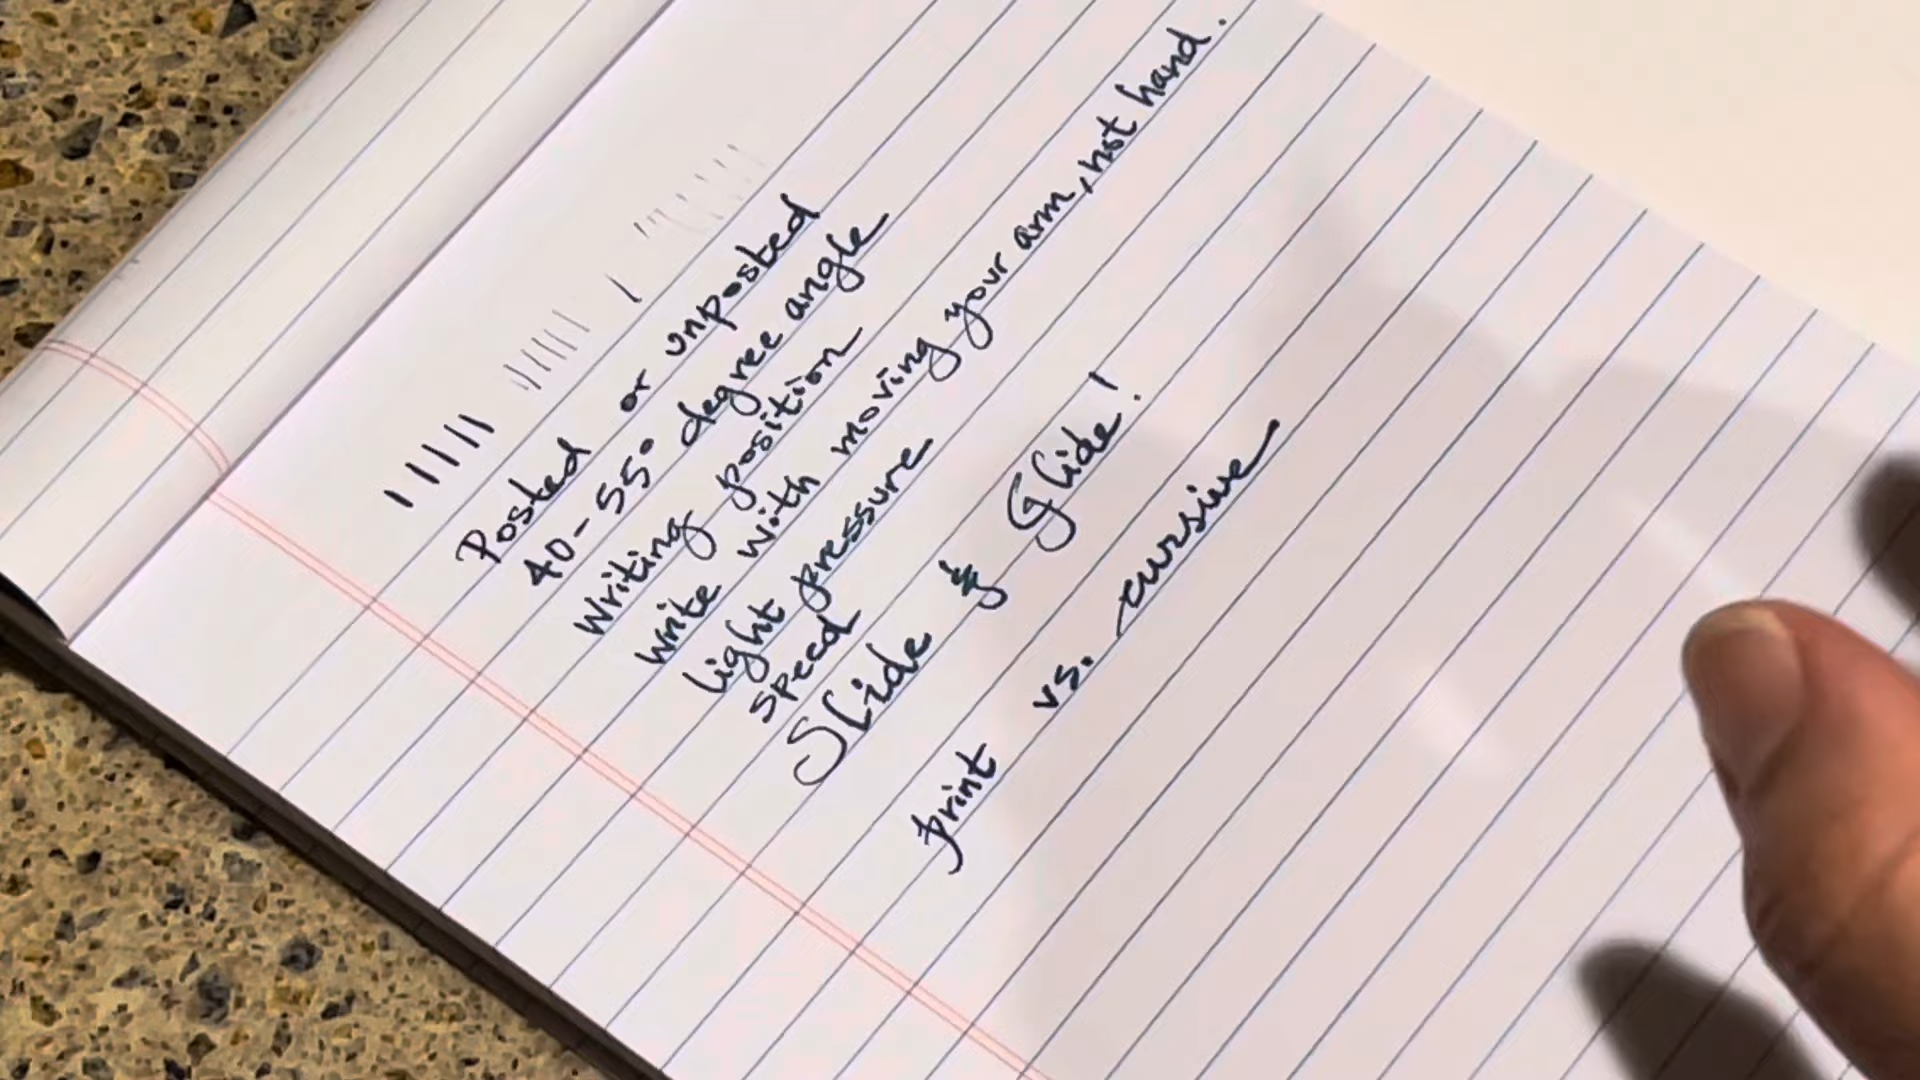 Posted or unposted
40-55° degree angle
Writing position
write with moving your arm, not hand.
Light pressure
speed
Slide & Glide!
print vs. cursive